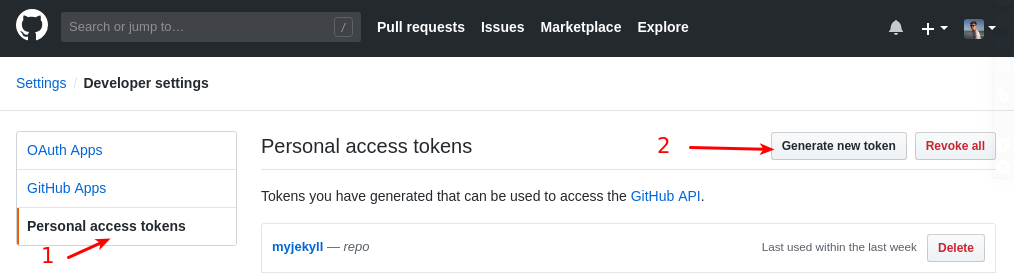 Search or jump to… / Pull requests Issues Marketplace Explore
Settings / Developer settings
OAuth Apps
GitHub Apps
Personal access tokens
1
Personal access tokens 2 Generate new token Revoke all
Tokens you have generated that can be used to access the GitHub API.
myjekyll — repo Last used within the last week Delete